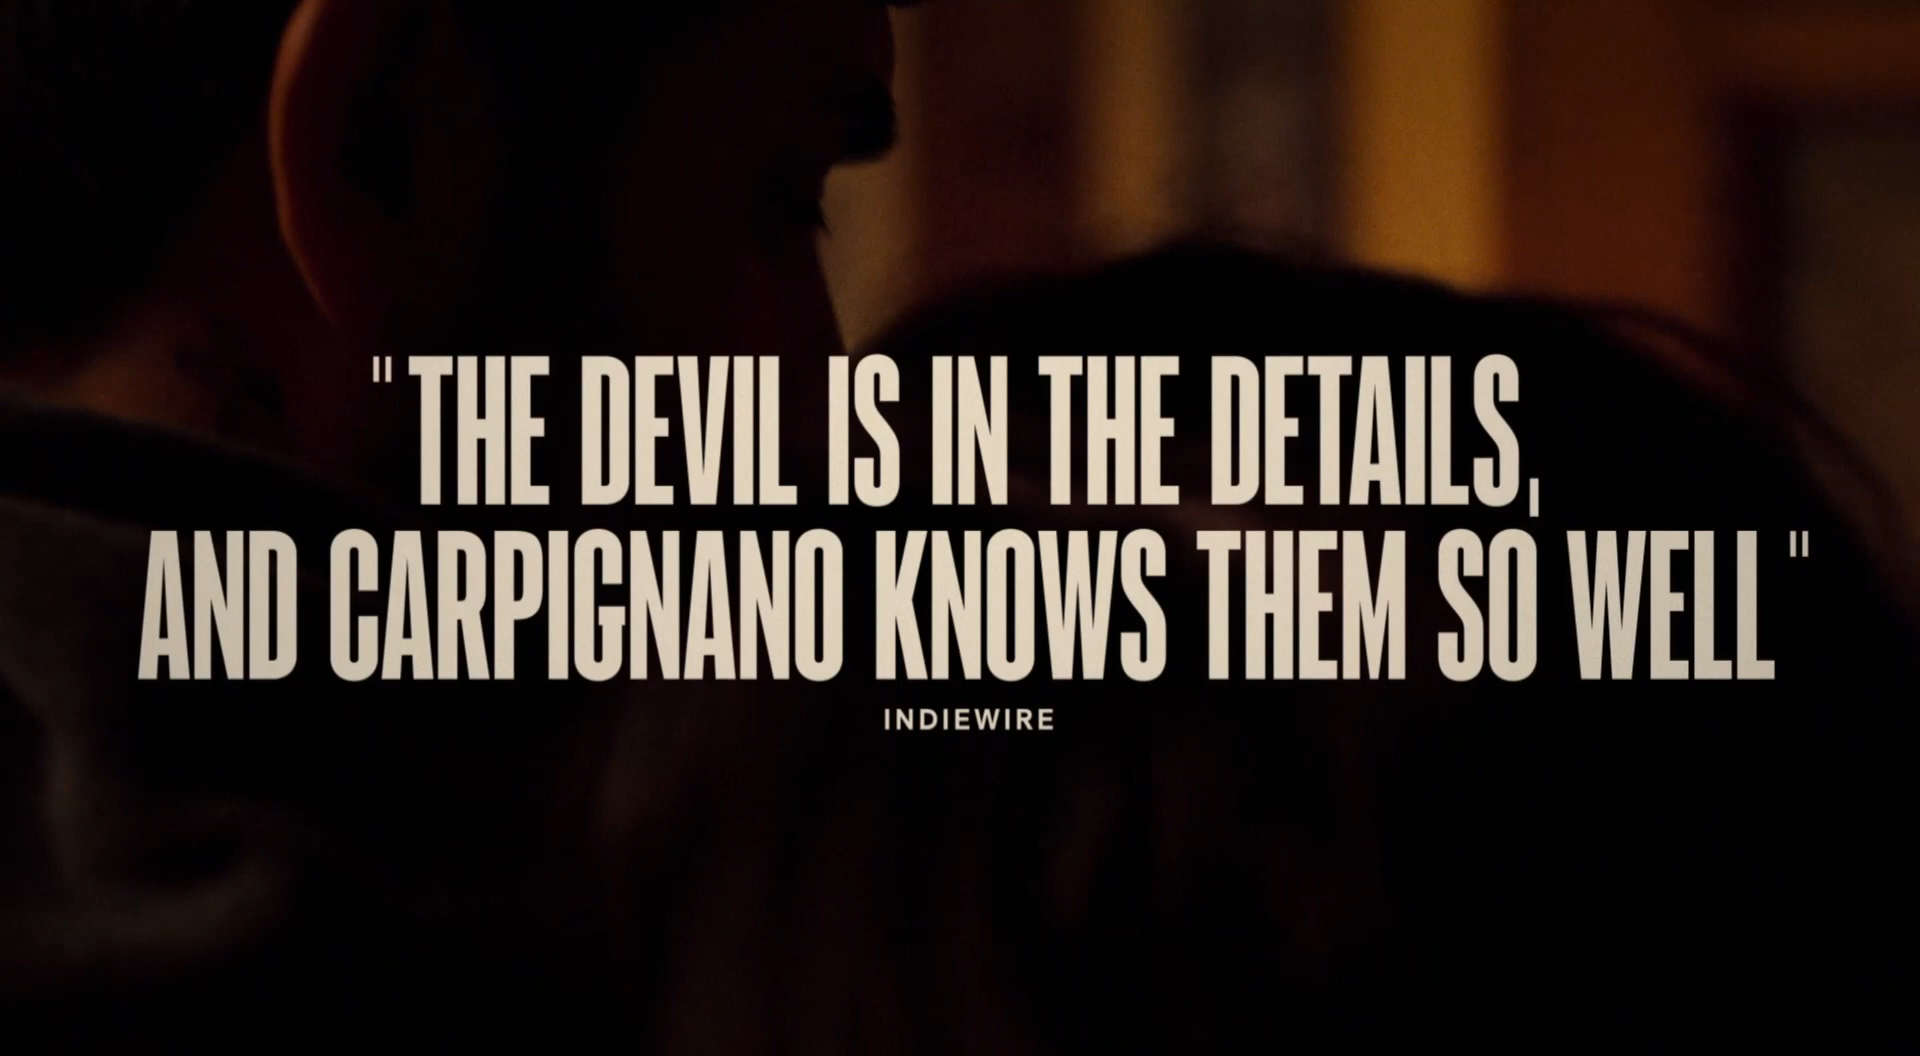 "THE DEVIL IS IN THE DETAILS,
AND CARPIGNANO KNOWS THEM SO WELL"
INDIEWIRE